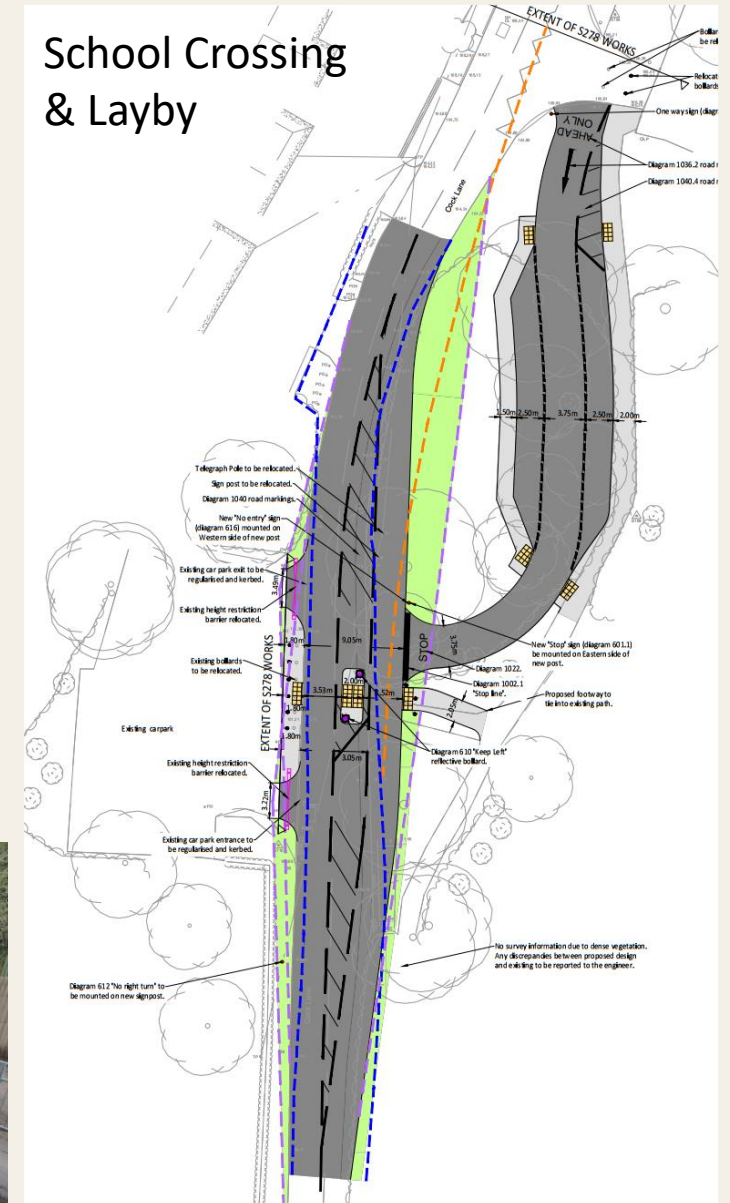 School Crossing
& Layby
EXTENT OF S278 WORKS
One way sign
AHEAD
ONLY
Diagram 1036.2 road
Diagram 1040.4 road
Cock Lane
1.50m
2.50m
3.75m
2.50m
2.00m
Telegraph Pole to be relocated.
Sign post to be relocated.
Diagram 1040 road markings.
New "No entry" sign
(diagram 616) mounted on
Western side of new post
Existing car park exit to be
regularised and kerbed.
3.49m
Existing height restriction
barrier relocated.
EXTENT OF S278 WORKS
1.80m
9.05m
STOP
3.75m
New "Stop" sign (diagram 601.1)
be mounted on Eastern side of
new post.
Diagram 1022.
Diagram 1002.1
"Stop line".
Existing bollards
to be relocated.
2.00m
3.53m
3.52m
Proposed footway to
tie into existing path.
2.05m
1.80m
Existing carpark
Diagram 610 "Keep Left"
reflective bollard.
3.05m
Existing height restriction
barrier relocated.
3.22m
Existing car park entrance to
be regularised and kerbed.
No survey information due to dense vegetation.
Any discrepancies between proposed design
and existing to be reported to the engineer.
Diagram 612 "No right turn" to
be mounted on new signpost.